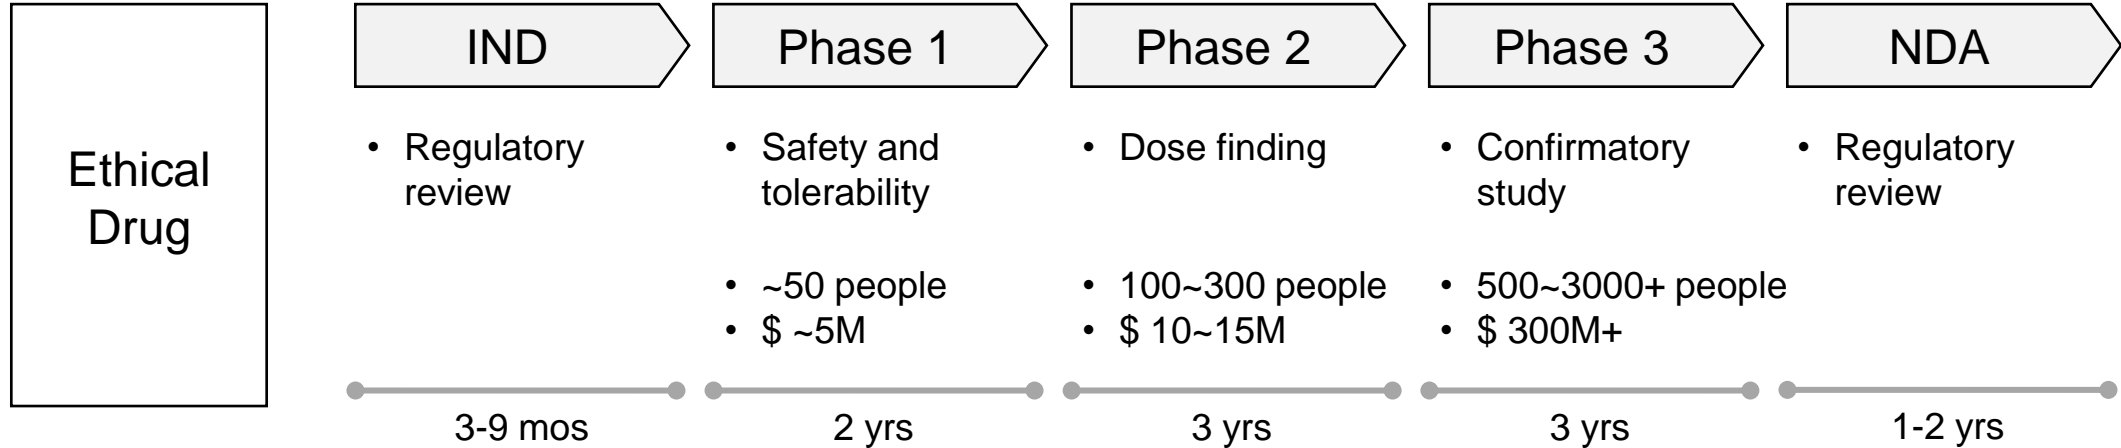 Ethical
Drug
IND
• Regulatory
review
3-9 mos
Phase 1
• Safety and
tolerability
• ~50 people
• $ ~5M
2 yrs
Phase 2
• Dose finding
• 100~300 people
• $ 10~15M
3 yrs
Phase 3
• Confirmatory
study
• 500~3000+ people
• $ 300M+
3 yrs
NDA
• Regulatory
review
1-2 yrs